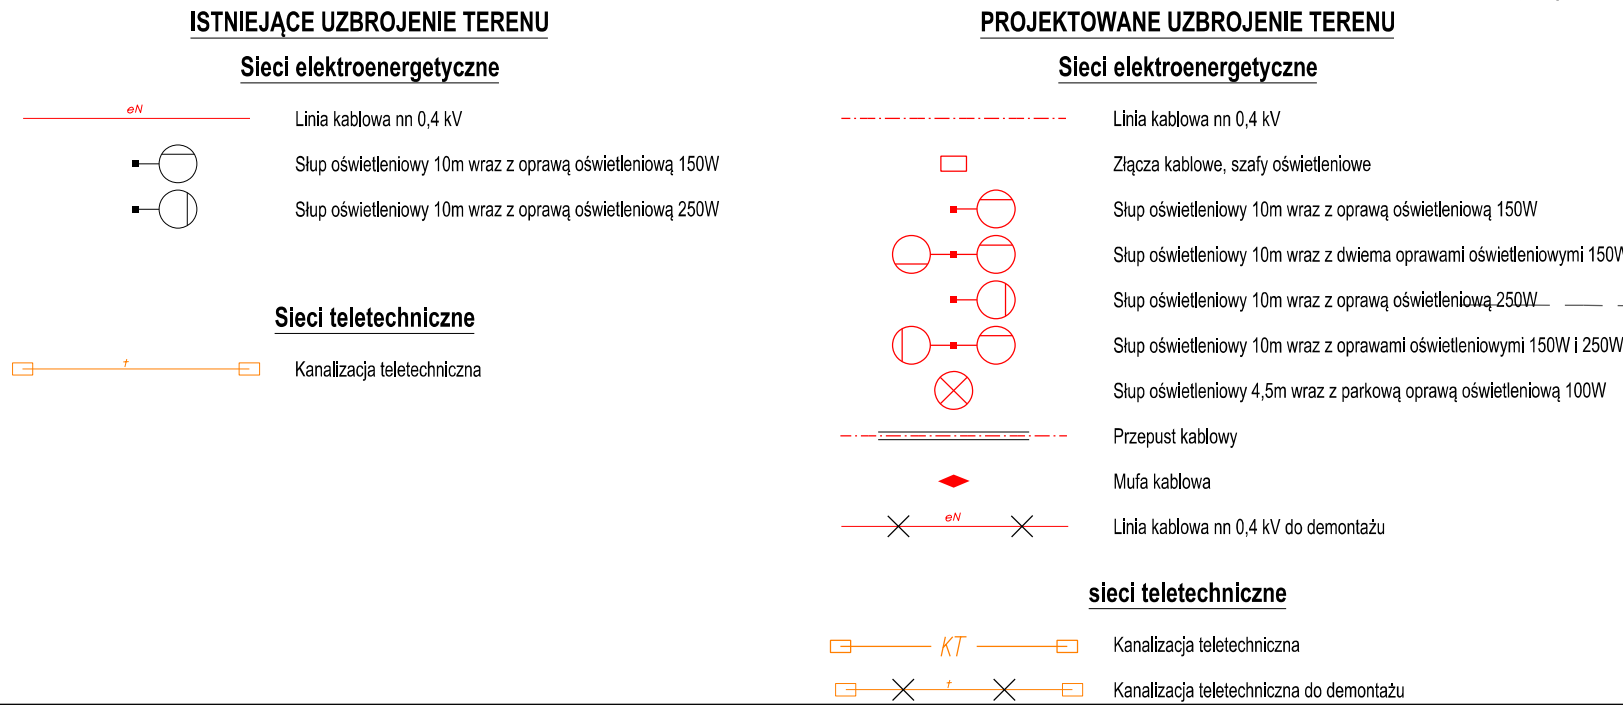 ISTNIEJĄCE UZBROJENIE TERENU
Sieci elektroenergetyczne
eN
Linia kablowa nn 0,4 kV
Słup oświetleniowy 10m wraz z oprawą oświetleniową 150W
Słup oświetleniowy 10m wraz z oprawą oświetleniową 250W
Sieci teletechniczne
t
Kanalizacja teletechniczna
PROJEKTOWANE UZBROJENIE TERENU
Sieci elektroenergetyczne
Linia kablowa nn 0,4 kV
Złącza kablowe, szafy oświetleniowe
Słup oświetleniowy 10m wraz z oprawą oświetleniową 150W
Słup oświetleniowy 10m wraz z dwiema oprawami oświetleniowymi 150W
Słup oświetleniowy 10m wraz z oprawą oświetleniową 250W
Słup oświetleniowy 10m wraz z oprawami oświetleniowymi 150W i 250W
Słup oświetleniowy 4,5m wraz z parkową oprawą oświetleniową 100W
Przepust kablowy
Mufa kablowa
eN
Linia kablowa nn 0,4 kV do demontażu
sieci teletechniczne
KT
Kanalizacja teletechniczna
t
Kanalizacja teletechniczna do demontażu